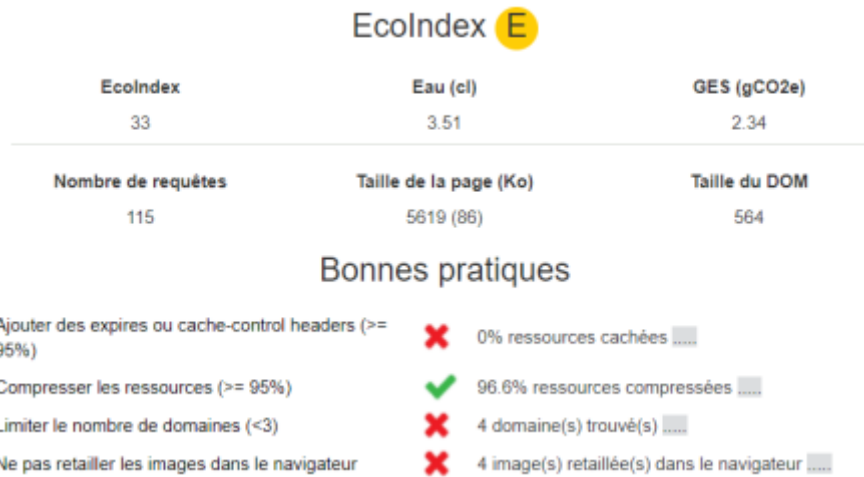 EcoIndex E
EcoIndex Eau (cl) GES (gCO2e)
33 3.51 2.34
Nombre de requêtes Taille de la page (Ko) Taille du DOM
115 5619 (86) 564
Bonnes pratiques
Ajouter des expires ou cache-control headers (>=
95%)
0% ressources cachées .....
Compresser les ressources (>= 95%) 96.6% ressources compressées .....
Limiter le nombre de domaines (<3) 4 domaine(s) trouvé(s) .....
Ne pas retailler les images dans le navigateur 4 image(s) retaillée(s) dans le navigateur .....